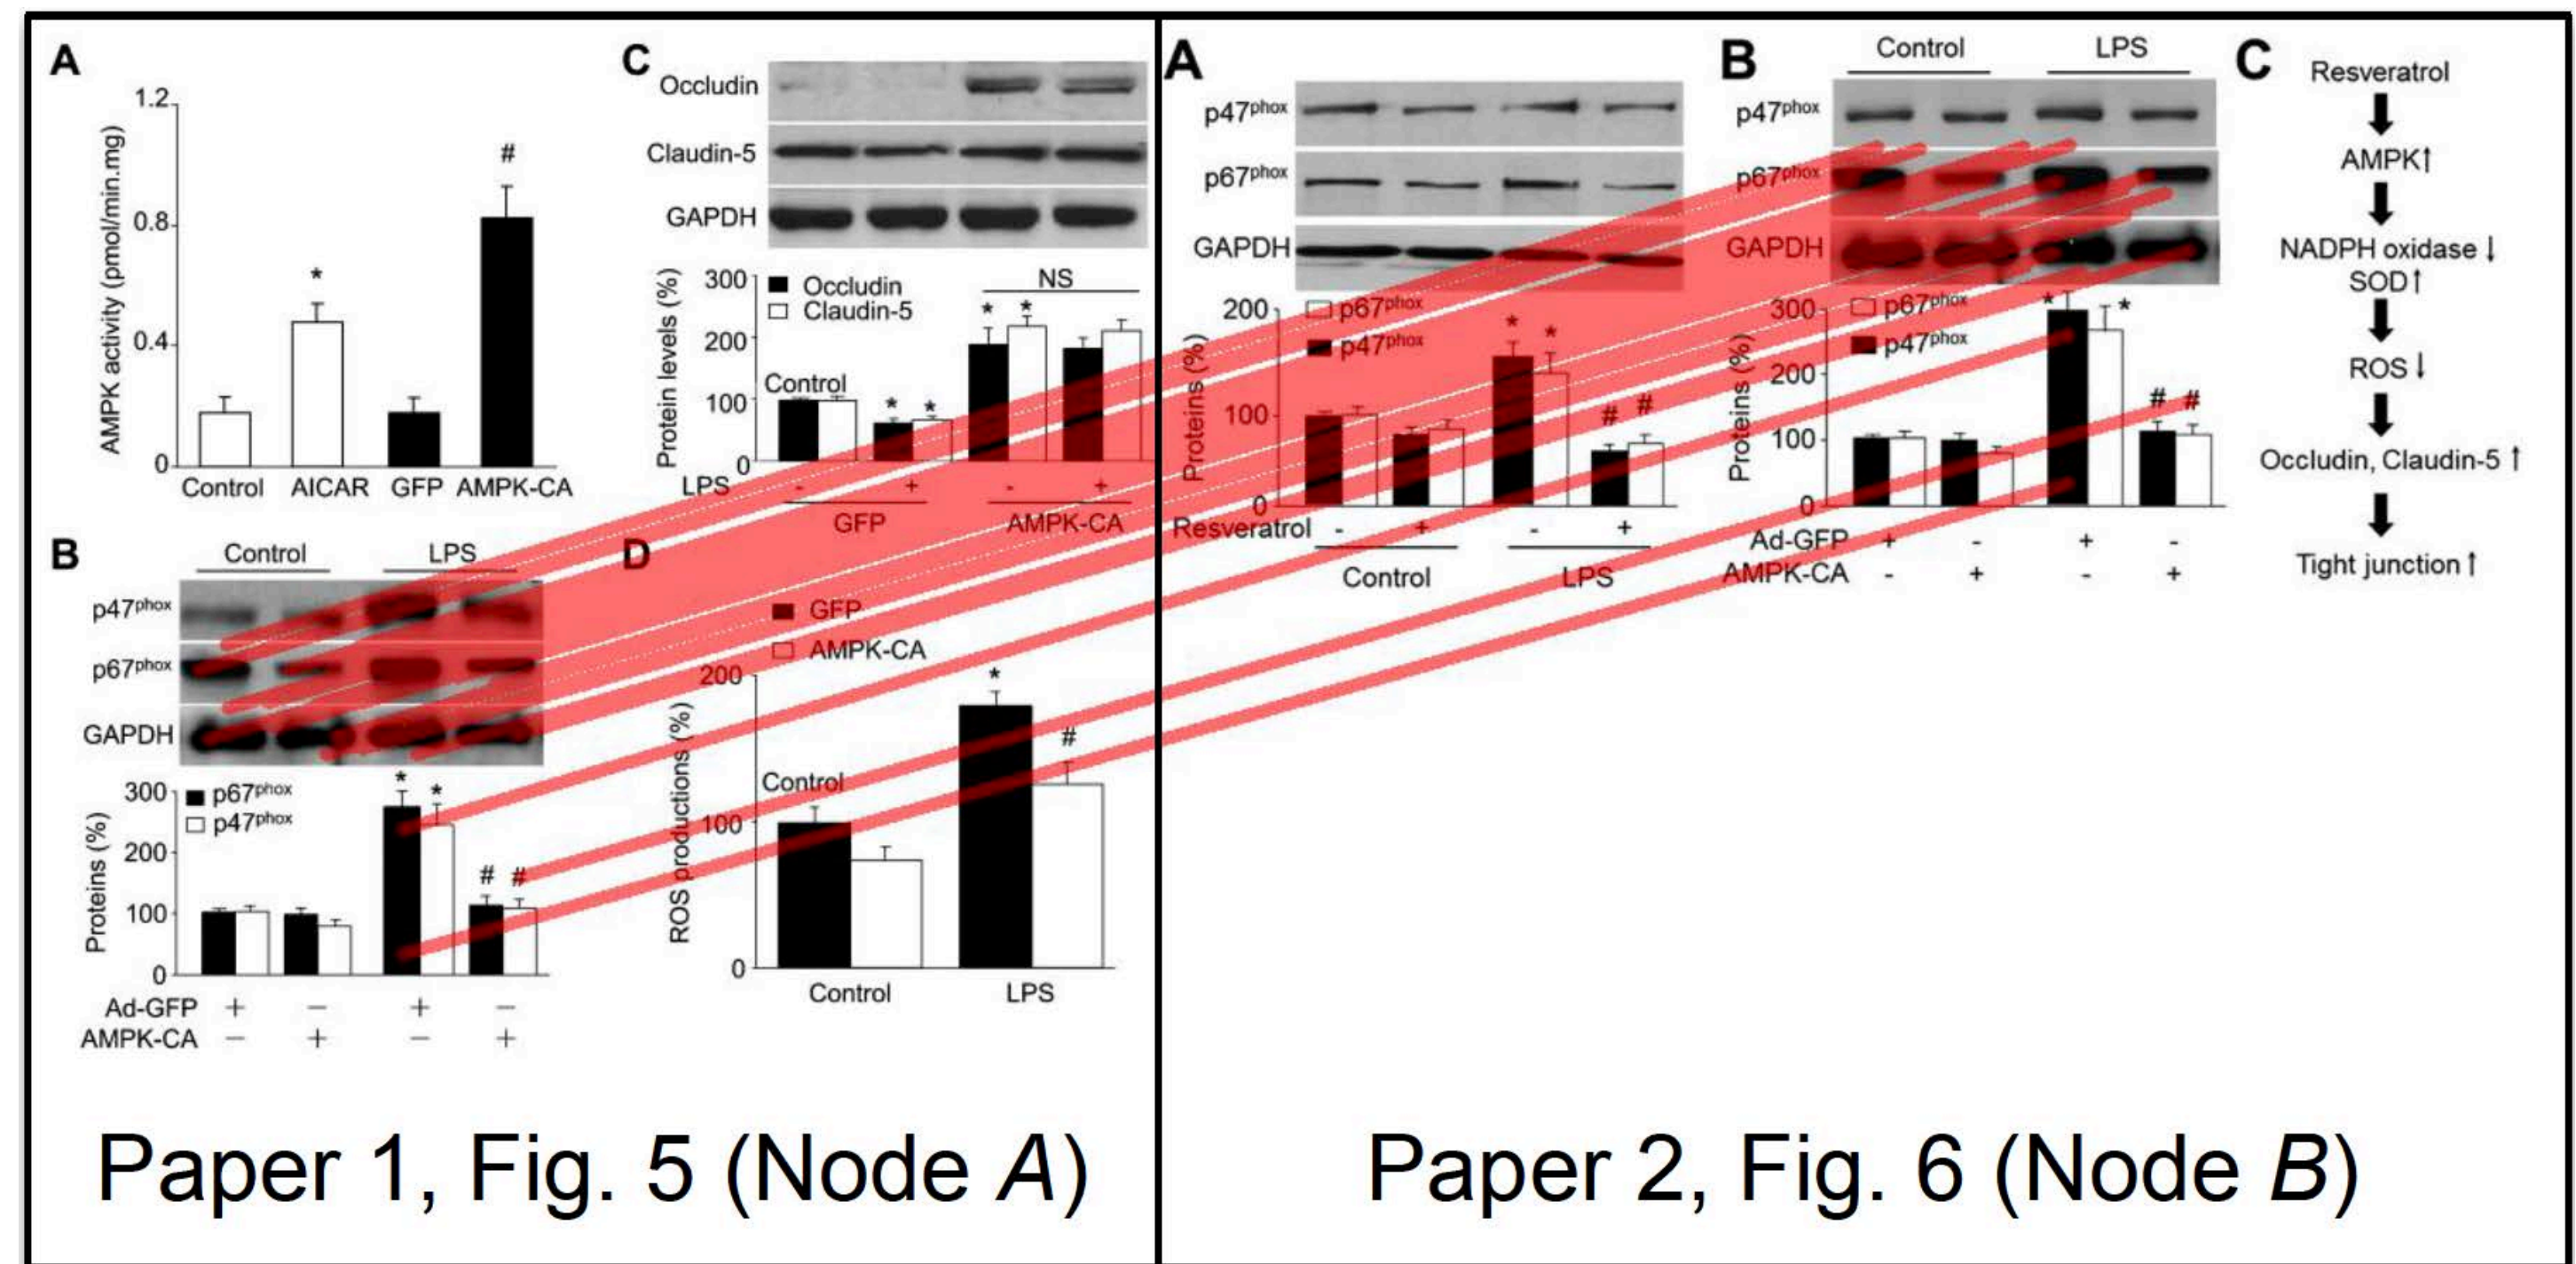 A
1.2
0.8
0.4
0
AMPK activity (pmol/min.mg)
*
#
Control AICAR GFP AMPK-CA
B
Control LPS
p47phox
p67phox
GAPDH
300
200
100
0
Proteins (%)
p67phox
p47phox
* *
# #
Ad-GFP + – + –
AMPK-CA – + – +
C
Occludin
Claudin-5
GAPDH
300
200
100
0
Protein levels (%)
Occludin
Claudin-5
NS
Control
* * * *
LPS - + - +
GFP AMPK-CA
D
GFP
AMPK-CA
200
100
0
ROS productions (%)
Control
*
#
Control LPS
Paper 1, Fig. 5 (Node A)
A
p47phox
p67phox
GAPDH
200
100
0
Proteins (%)
p67phox
p47phox
* *
# #
Resveratrol - + - +
Control LPS
B
Control LPS
p47phox
p67phox
GAPDH
300
200
100
0
Proteins (%)
p67phox
p47phox
* *
# #
Ad-GFP + - + -
AMPK-CA - + - +
C
Resveratrol
AMPK↑
NADPH oxidase ↓
SOD↑
ROS ↓
Occludin, Claudin-5 ↑
Tight junction ↑
Paper 2, Fig. 6 (Node B)